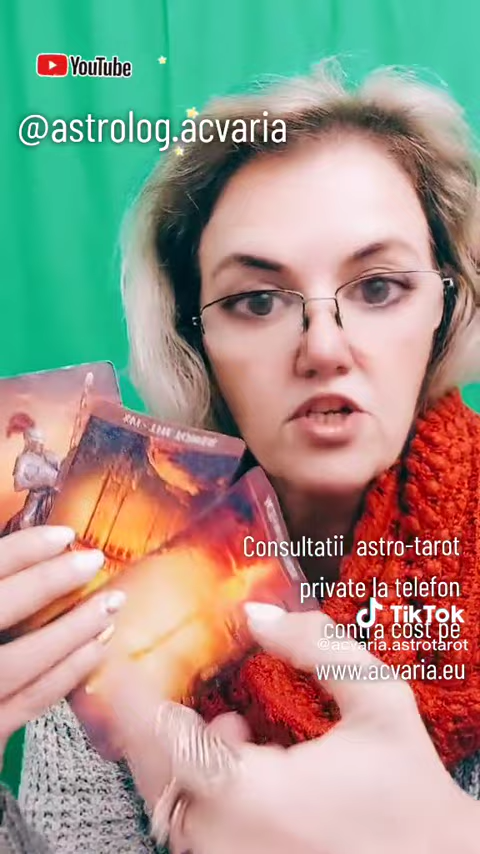 YouTube
@astrolog.acvaria
XVI - THE TOWER
Consultatii astro-tarot
private la telefon
TikTok
contra cost pe
@acvaria.astrotarot
www.acvaria.eu